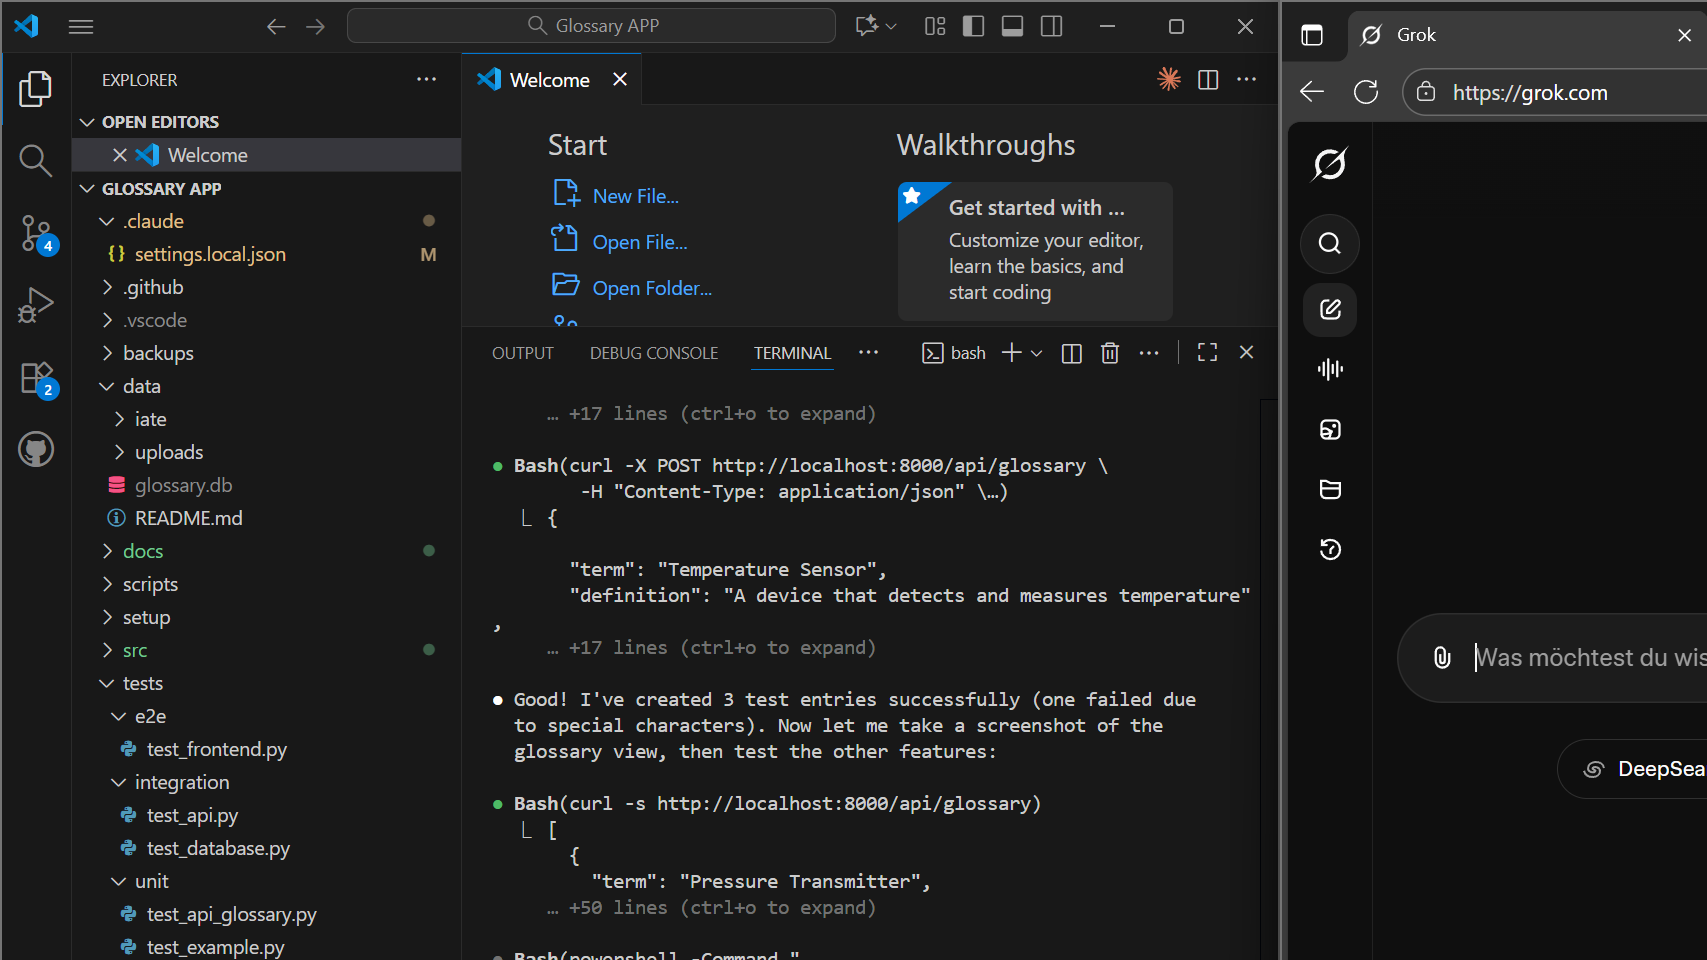 Glossary APP
EXPLORER
OPEN EDITORS
Welcome
GLOSSARY APP
.claude
settings.local.json M
.github
.vscode
backups
data
iate
uploads
glossary.db
README.md
docs
scripts
setup
src
tests
e2e
test_frontend.py
integration
test_api.py
test_database.py
unit
test_api_glossary.py
test_example.py
4
2
Welcome
Start
New File...
Open File...
Open Folder...
Walkthroughs
Get started with ...
Customize your editor,
learn the basics, and
start coding
OUTPUT DEBUG CONSOLE TERMINAL
bash
… +17 lines (ctrl+o to expand)
Bash(curl -X POST http://localhost:8000/api/glossary \
-H "Content-Type: application/json" \…)
{
"term": "Temperature Sensor",
"definition": "A device that detects and measures temperature"
,
… +17 lines (ctrl+o to expand)
Good! I've created 3 test entries successfully (one failed due
to special characters). Now let me take a screenshot of the
glossary view, then test the other features:
Bash(curl -s http://localhost:8000/api/glossary)
[
{
"term": "Pressure Transmitter",
… +50 lines (ctrl+o to expand)
Bash(powershell -Command "
Grok
https://grok.com
Was möchtest du wis
DeepSea